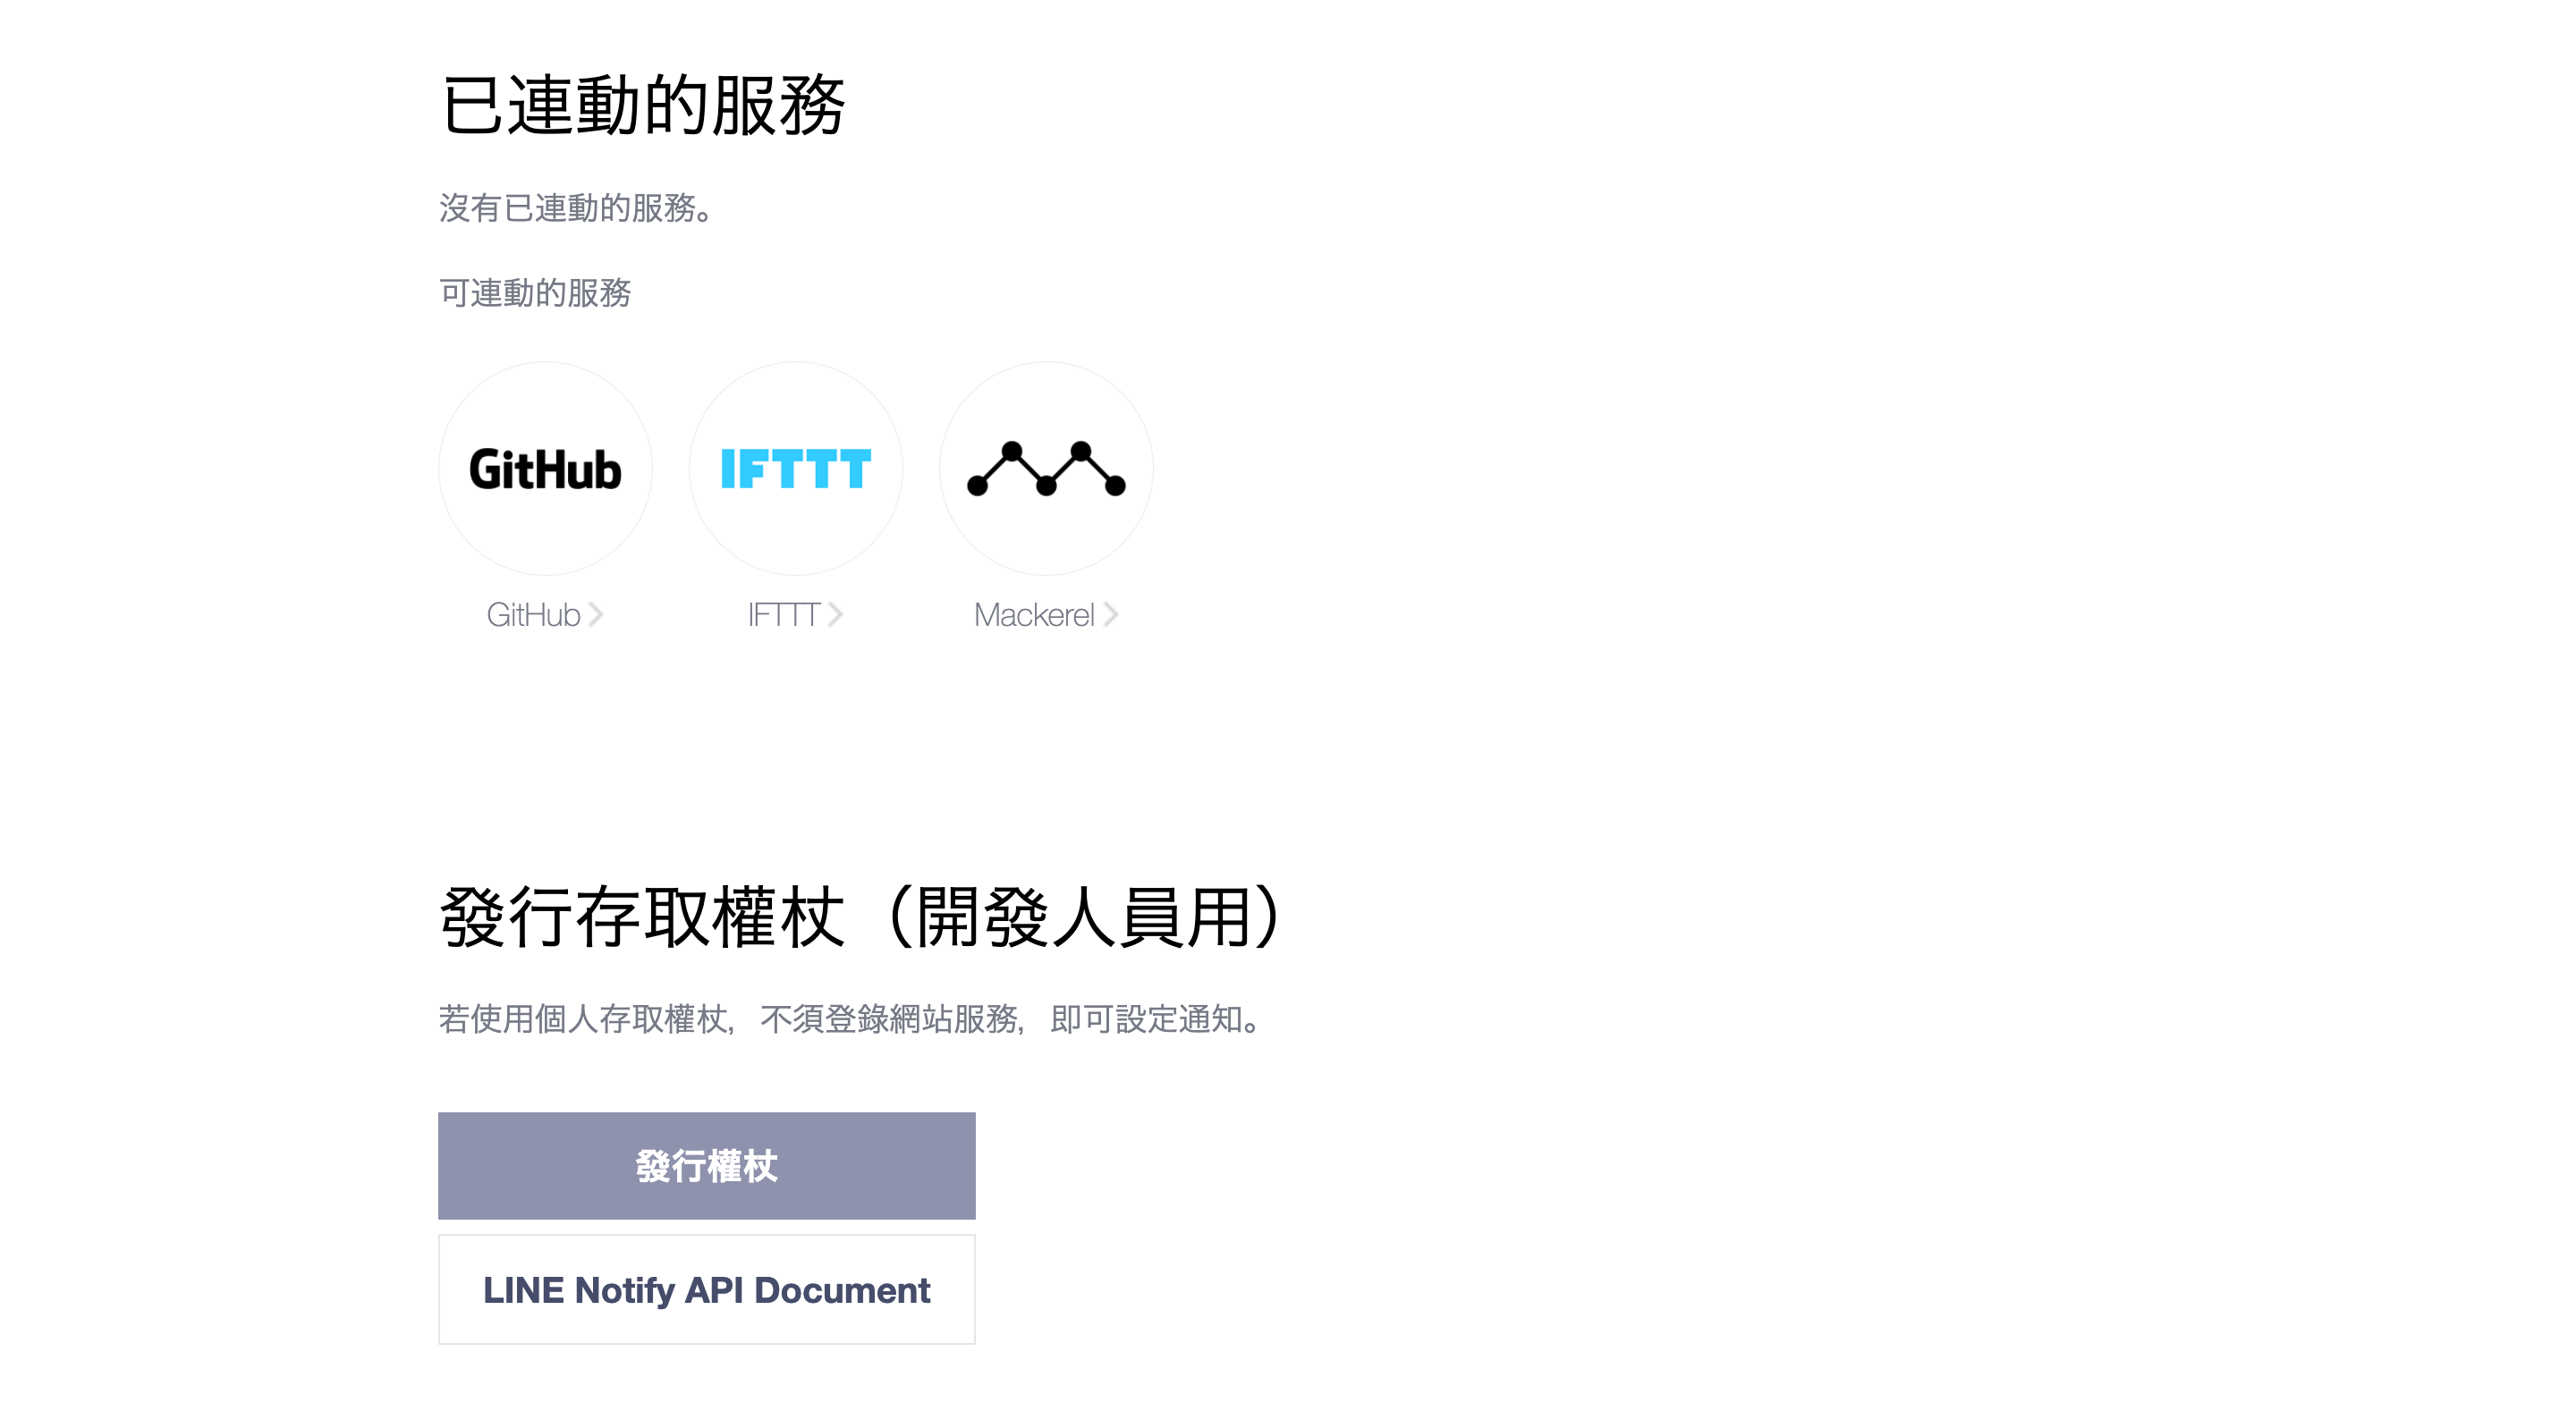 已連動的服務
沒有已連動的服務。
可連動的服務
GitHub IFTTT
GitHub IFTTT Mackerel
發行存取權杖（開發人員用）
若使用個人存取權杖，不須登錄網站服務，即可設定通知。
發行權杖
LINE Notify API Document